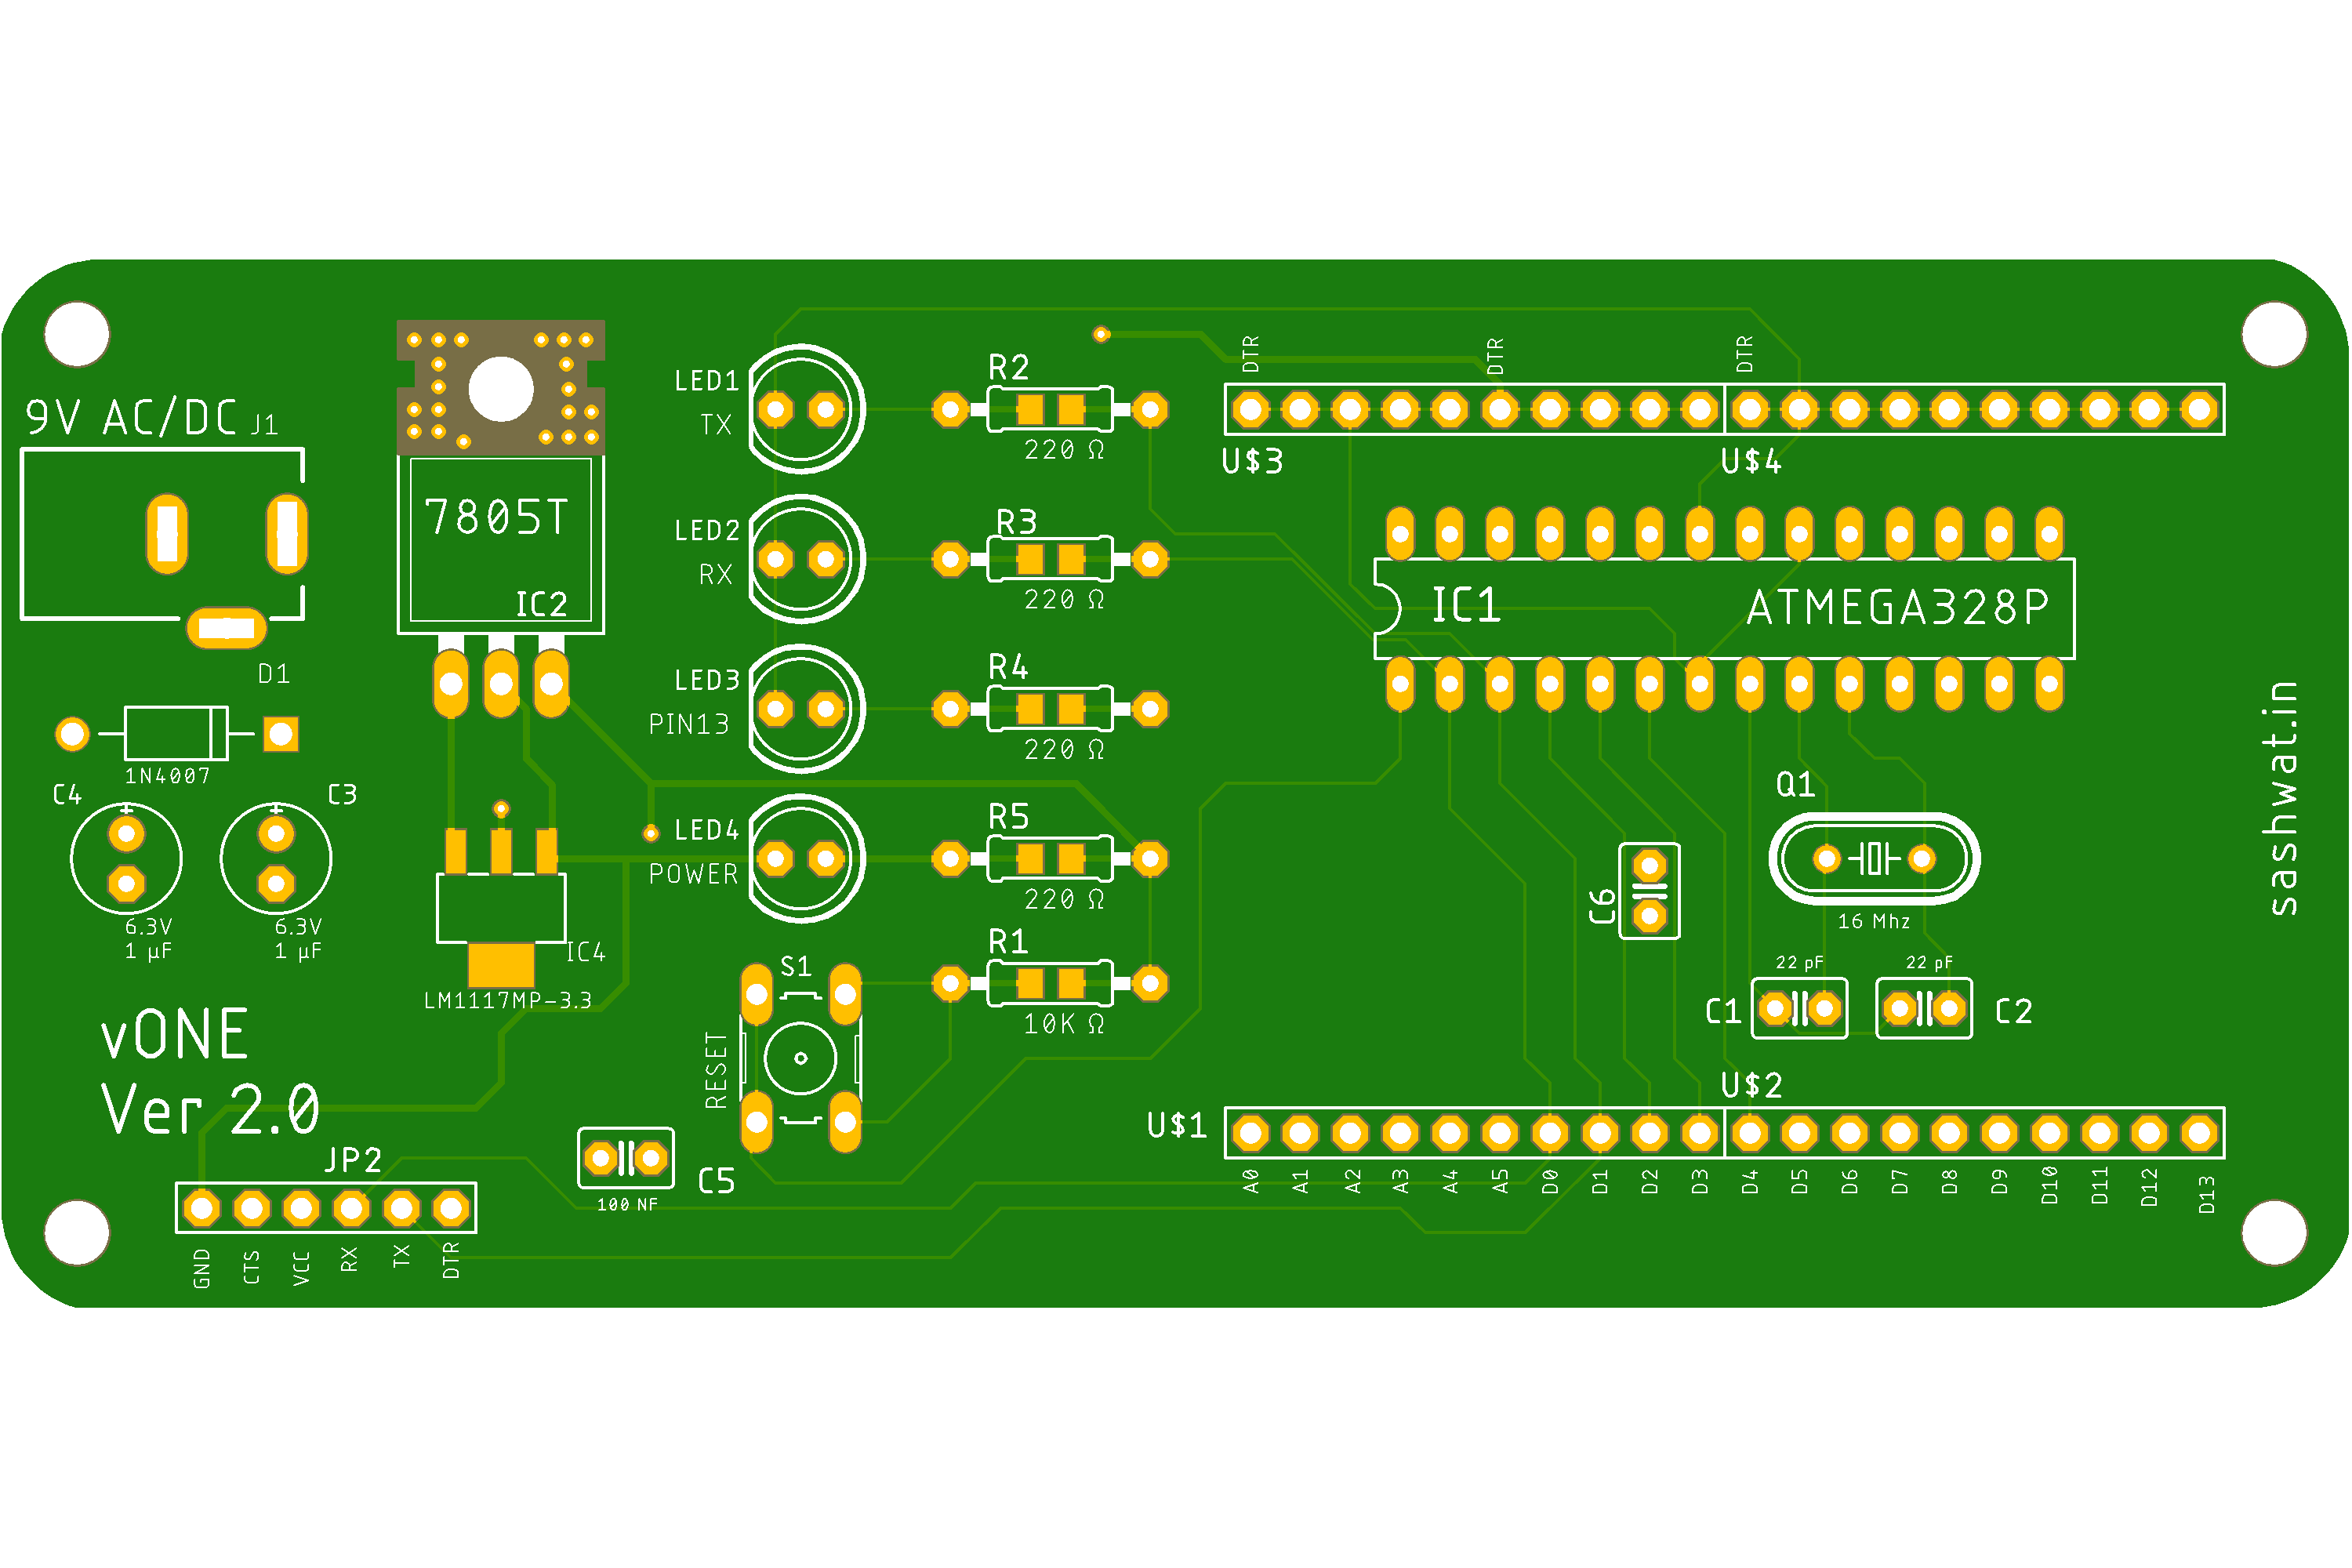 9V AC/DC J1
7805T
IC2
D1
1N4007
C4
C3
6.3V
1 µF
6.3V
1 µF
IC4
LM1117MP-3.3
vONE
Ver 2.0
JP2
GND
CTS
VCC
RX
TX
DTR
LED1
TX
LED2
RX
LED3
PIN13
LED4
POWER
R2
220 Ω
R3
220 Ω
R4
220 Ω
R5
220 Ω
R1
10K Ω
S1
RESET
C5
100 NF
DTR
DTR
DTR
U$3
U$4
IC1
ATMEGA328P
Q1
16 Mhz
C6
22 pF
22 pF
C1
C2
U$2
U$1
A0
A1
A2
A3
A4
A5
D0
D1
D2
D3
D4
D5
D6
D7
D8
D9
D10
D11
D12
D13
sashwat.in